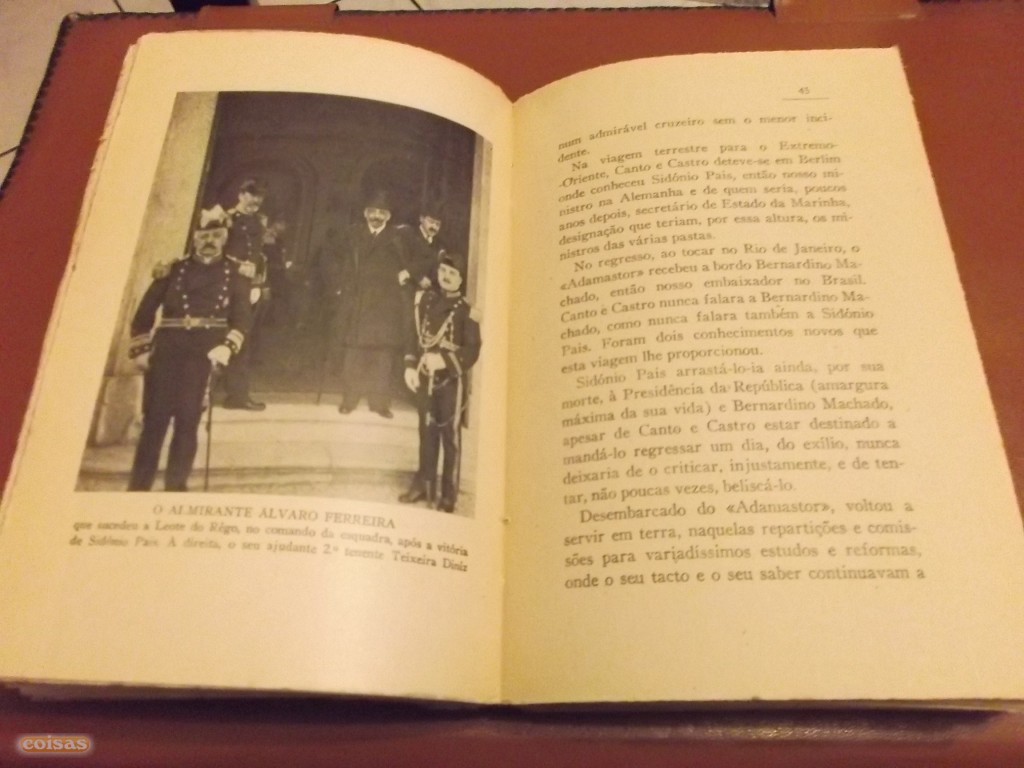 O ALMIRANTE ALVARO FERREIRA
que sucedeu a Leote do Rêgo, no comando da esquadra, após a vitória
de Sidónio Pais. A direita, o seu ajudante 2.º tenente Teixeira Diniz
45
num admirável cruzeiro sem o menor inci-
dente.
Na viagem terrestre para o Extremo-
-Oriente, Canto e Castro deteve-se em Berlim
onde conheceu Sidónio Pais, então nosso mi-
nistro na Alemanha e de quem seria, poucos
anos depois, secretário de Estado da Marinha,
designação que teriam, por essa altura, os mi-
nistros das várias pastas.
No regresso, ao tocar no Rio de Janeiro, o
«Adamastor» recebeu a bordo Bernardino Ma-
chado, então nosso embaixador no Brasil.
Canto e Castro nunca falara a Bernardino Ma-
chado, como nunca falara também a Sidónio
Pais. Foram dois conhecimentos novos que
esta viagem lhe proporcionou.
Sidónio Pais arrastá-lo-ia ainda, por sua
morte, à Presidência da República (amargura
máxima da sua vida) e Bernardino Machado,
apesar de Canto e Castro estar destinado a
mandá-lo regressar um dia, do exílio, nunca
deixaria de o criticar, injustamente, e de ten-
tar, não poucas vezes, beliscá-lo.
Desembarcado do «Adamastor», voltou a
servir em terra, naquelas repartições e comis-
sões para variadíssimos estudos e reformas,
onde o seu tacto e o seu saber continuavam a
coisas